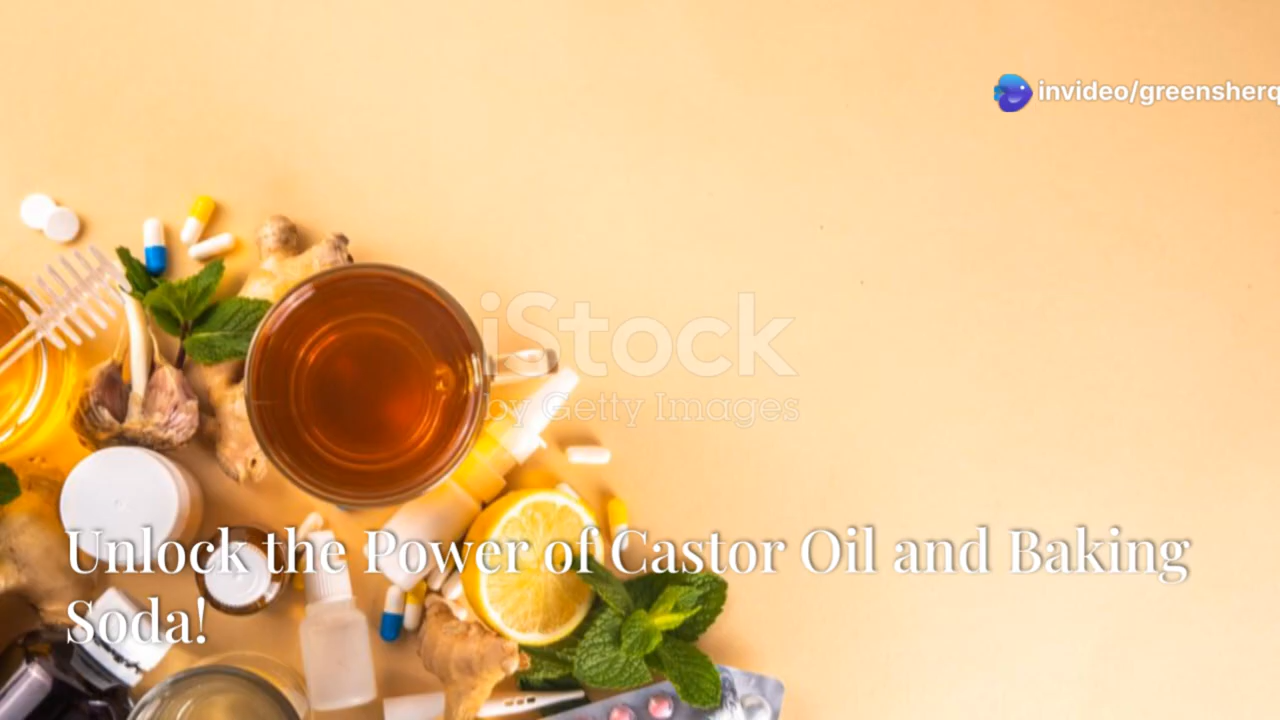 invideo/greensherq
iStock
by Getty Images
Unlock the Power of Castor Oil and Baking
Soda!